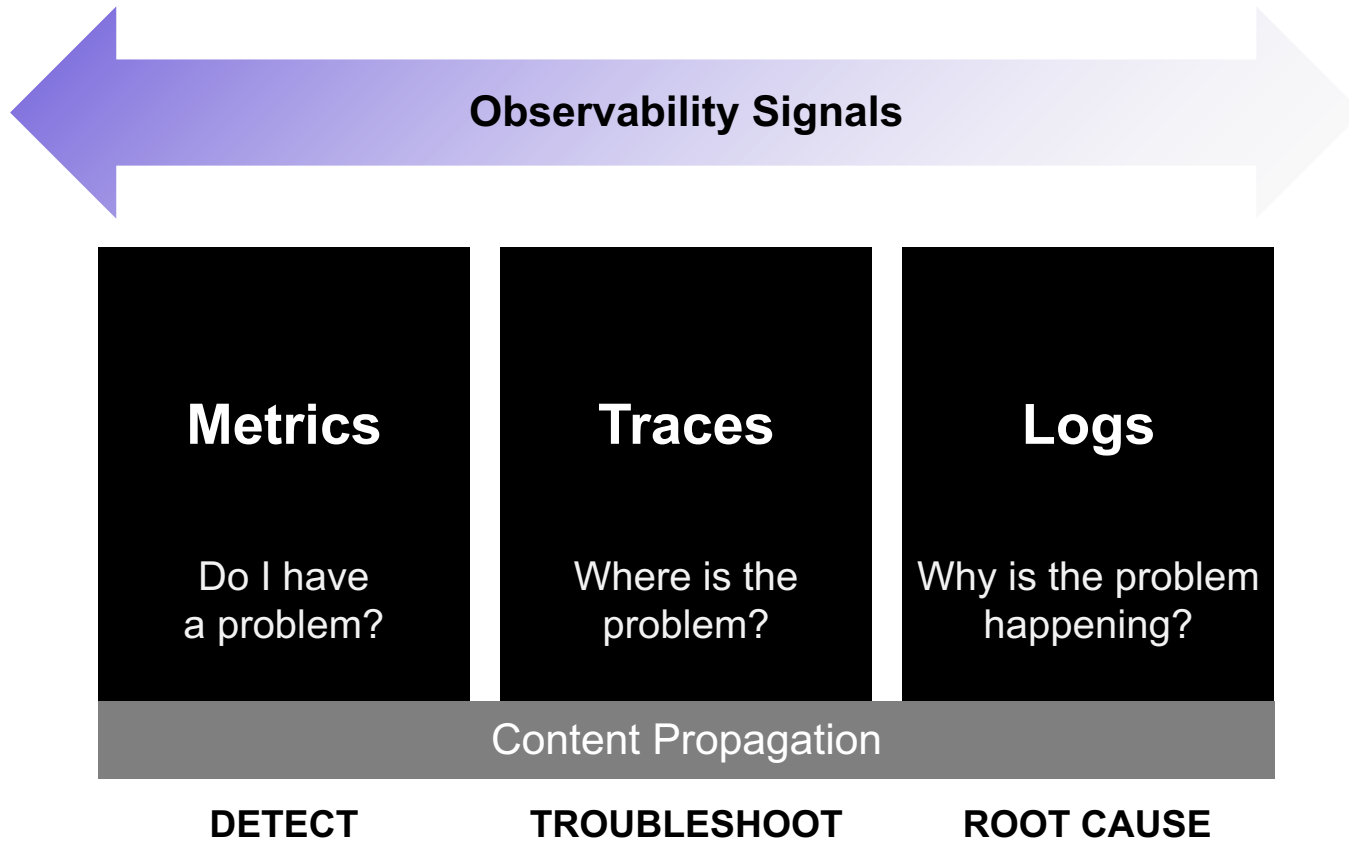 Observability Signals
Metrics
Do I have
a problem?
Traces
Where is the
problem?
Logs
Why is the problem
happening?
Content Propagation
DETECT
TROUBLESHOOT
ROOT CAUSE